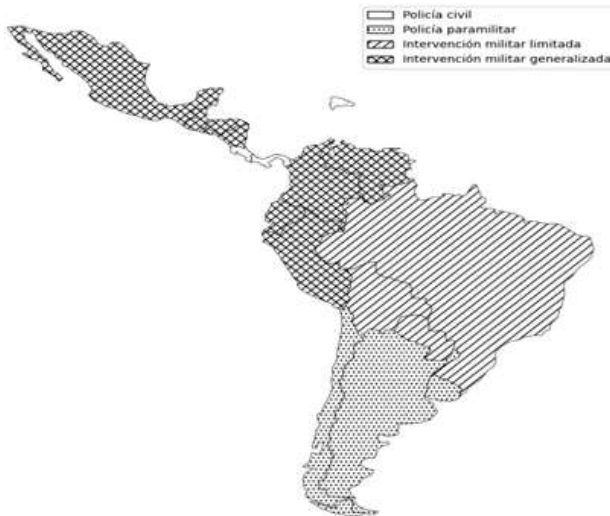 Policía civil
Policía paramilitar
Intervención militar limitada
Intervención militar generalizada